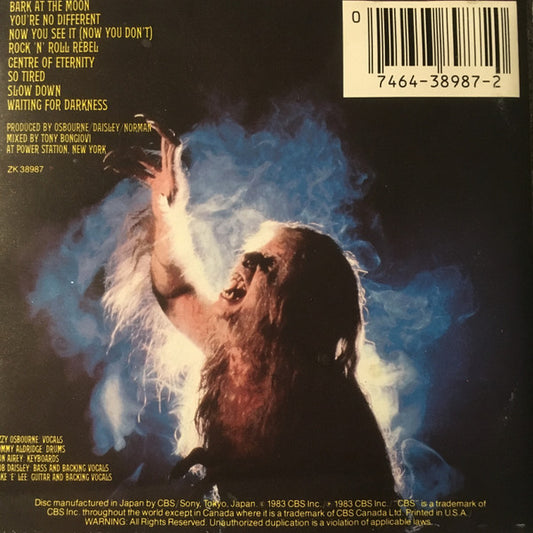 BARK AT THE MOON
YOU'RE NO DIFFERENT
NOW YOU SEE IT (NOW YOU DON'T)
ROCK 'N' ROLL REBEL
CENTRE OF ETERNITY
SO TIRED
SLOW DOWN
WAITING FOR DARKNESS
PRODUCED BY OSBOURNE/DAISLEY/NORMAN
MIXED BY TONY BONGIOVI
AT POWER STATION, NEW YORK
ZK 38987
0
7464-38987-2
ZZY OSBOURNE: VOCALS
OMMY ALDRIDGE: DRUMS
ON AIREY: KEYBOARDS
OB DAISLEY: BASS AND BACKING VOCALS
AKE 'E' LEE: GUITAR AND BACKING VOCALS
Disc manufactured in Japan by CBS/Sony, Tokyo, Japan. © 1983 CBS Inc./℗ 1983 CBS Inc./"CBS" is a trademark of
CBS Inc. throughout the world except in Canada where it is a trademark of CBS Canada Ltd. Printed in U.S.A.
WARNING: All Rights Reserved. Unauthorized duplication is a violation of applicable laws.